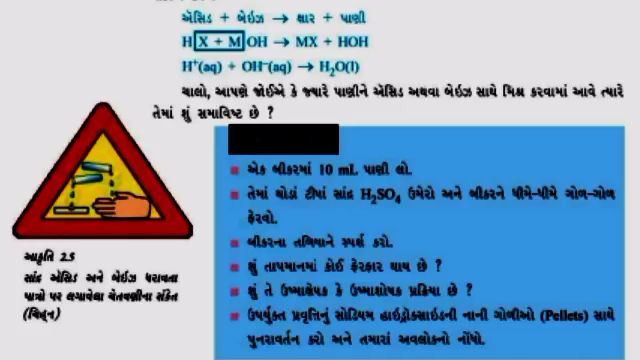 ઍસિડ + બેઇઝ → ક્ષાર + પાણી
H X + M OH → MX + HOH
H⁺(aq) + OH⁻(aq) → H₂O(l)
ચાલો, આપણે જોઈએ કે જ્યારે પાણીને ઍસિડ અથવા બેઇઝ સાથે મિશ્ર કરવામાં આવે ત્યારે
તેમાં શું સમાવિષ્ટ છે ?
એક બીકરમાં 10 mL પાણી લો.
તેમાં થોડાં ટીપાં સાંદ્ર H₂SO₄ ઉમેરો અને બીકરને ધીમે-ધીમે ગોળ-ગોળ
ફેરવો.
બીકરના તળિયાને સ્પર્શ કરો.
શું તાપમાનમાં કોઈ ફેરફાર થાય છે ?
શું તે ઉષ્માક્ષેપક કે ઉષ્માશોષક પ્રક્રિયા છે ?
ઉપર્યુક્ત પ્રવૃત્તિનું સોડિયમ હાઇડ્રોક્સાઇડની નાની ગોળીઓ (Pellets) સાથે
પુનરાવર્તન કરો અને તમારાં અવલોકનો નોંધો.
આકૃતિ 2.5
સાંદ્ર ઍસિડ અને બેઇઝ ધરાવતા
પાત્રો પર લગાવેલા ચેતવણીના સંકેત
(ચિહ્ન)